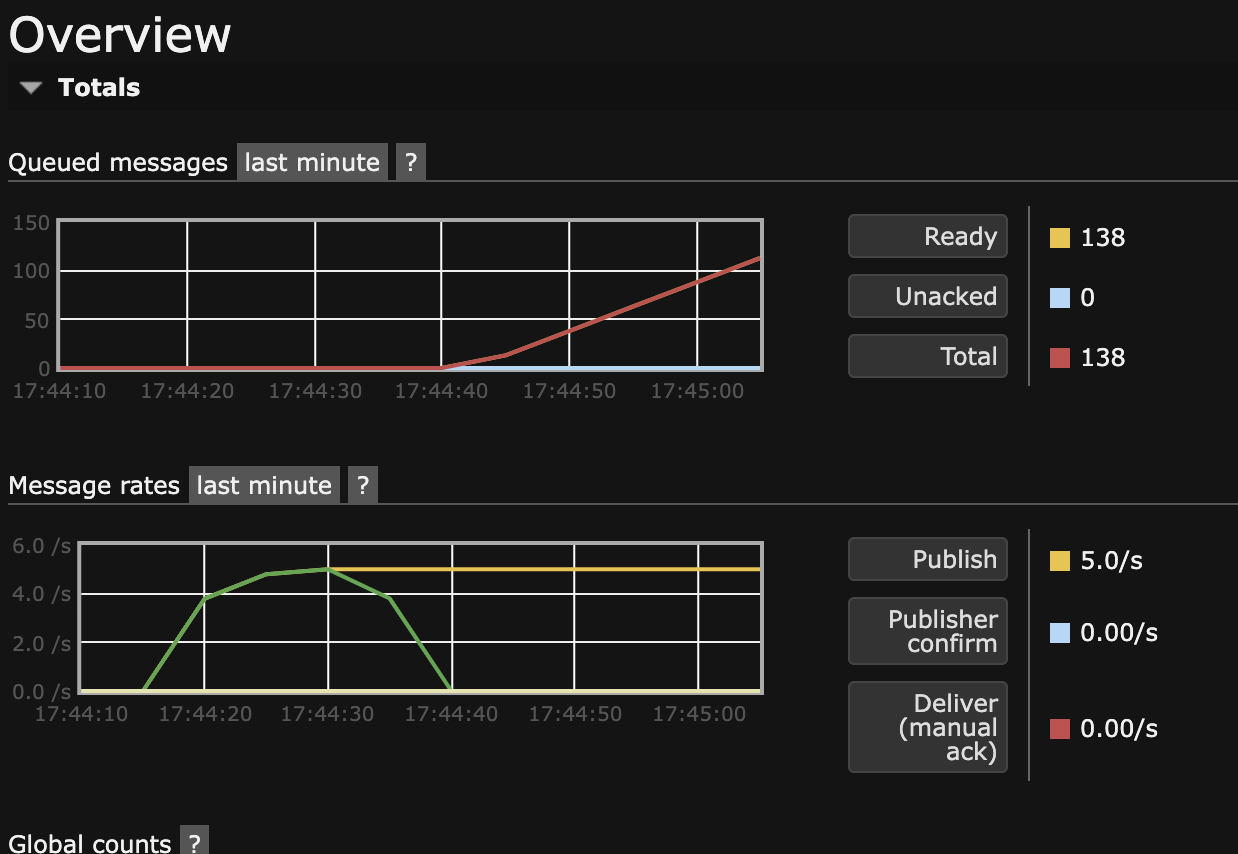 Overview
Totals
Queued messages last minute ?
150
100
50
0
17:44:10 17:44:20 17:44:30 17:44:40 17:44:50 17:45:00
Ready 138
Unacked 0
Total 138
Message rates last minute ?
6.0 /s
4.0 /s
2.0 /s
0.0 /s
17:44:10 17:44:20 17:44:30 17:44:40 17:44:50 17:45:00
Publish 5.0/s
Publisher
confirm 0.00/s
Deliver
(manual 0.00/s
ack)
Global counts ?